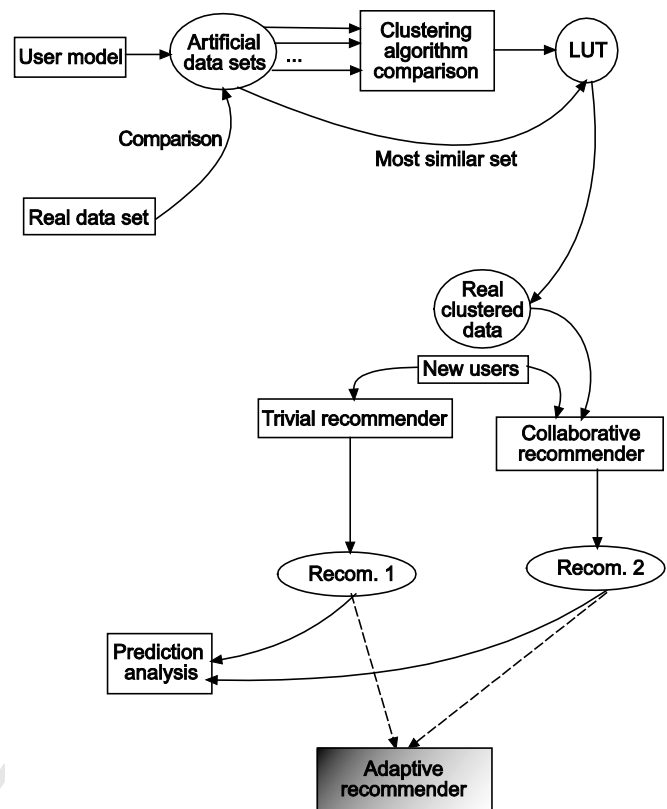 User model
Artificial
data sets
...
Clustering
algorithm
comparison
LUT
Comparison
Most similar set
Real data set
Real
clustered
data
New users
Trivial recommender
Collaborative
recommender
Recom. 1
Recom. 2
Prediction
analysis
Adaptive
recommender